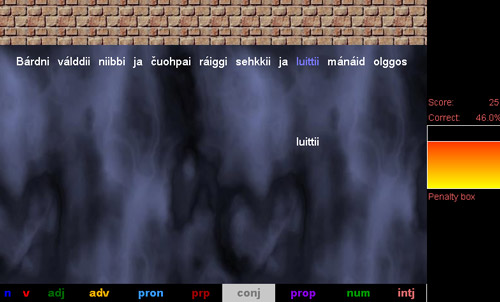 Bárdni válddii niibbi ja čuohpai ráiggi sehkkii ja luittii mánáid olggos
Score: 25
Correct: 46.0%
luittii
Penalty box
n v adj adv pron prp conj prop num intj